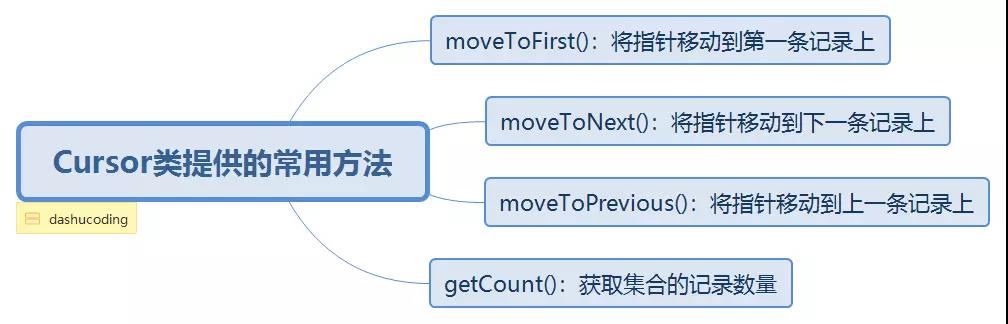 moveToFirst()：将指针移动到第一条记录上
moveToNext()：将指针移动到下一条记录上
Cursor类提供的常用方法
moveToPrevious()：将指针移动到上一条记录上
dashucoding
getCount()：获取集合的记录数量